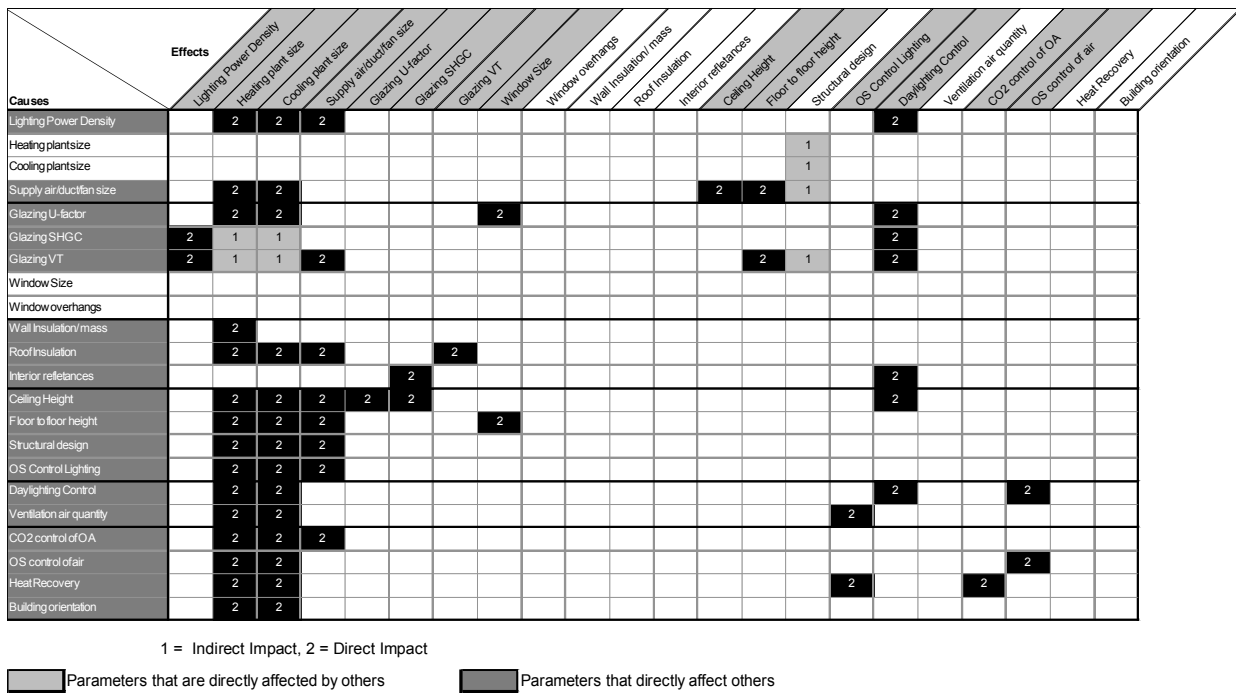 Effects
Lighting Power Density
Heating plant size
Cooling plant size
Supply air/duct/fan size
Glazing U-factor
Glazing SHGC
Glazing VT
Window Size
Window overhangs
Wall Insulation/ mass
Roof Insulation
Interior refletances
Ceiling Height
Floor to floor height
Structural design
OS Control Lighting
Daylighting Control
Ventilation air quantity
CO2 control of OA
OS control of air
Heat Recovery
Building orientation
Causes
Lighting Power Density 2 2 2 2
Heating plant size 1
Cooling plant size 1
Supply air/duct/fan size 2 2 2 2 1
Glazing U-factor 2 2 2 2
Glazing SHGC 2 1 1 2
Glazing VT 2 1 1 2 2 1 2
Window Size
Window overhangs
Wall Insulation/ mass 2
Roof Insulation 2 2 2 2
Interior refletances 2 2
Ceiling Height 2 2 2 2 2 2
Floor to floor height 2 2 2 2
Structural design 2 2 2
OS Control Lighting 2 2 2
Daylighting Control 2 2 2 2
Ventilation air quantity 2 2 2
CO2 control of OA 2 2 2
OS control of air 2 2 2
Heat Recovery 2 2 2 2
Building orientation 2 2
1 = Indirect Impact, 2 = Direct Impact
Parameters that are directly affected by others
Parameters that directly affect others